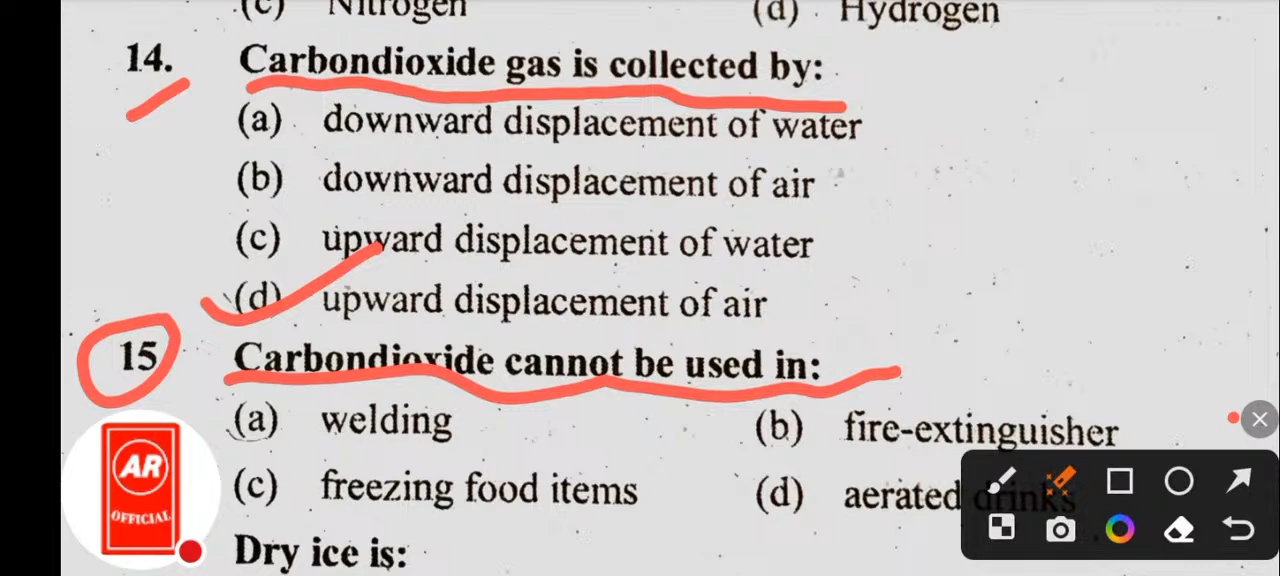 (c) Nitrogen (d) Hydrogen
14. Carbondioxide gas is collected by:
(a) downward displacement of water
(b) downward displacement of air
(c) upward displacement of water
(d) upward displacement of air
15 Carbondioxide cannot be used in:
(a) welding (b) fire-extinguisher
(c) freezing food items (d) aerated drinks
Dry ice is:
AR
OFFICIAL